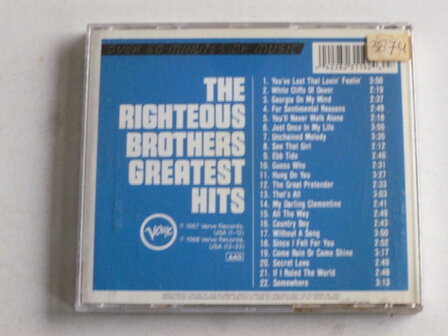 OVER 50 MINUTES OF MUSIC
3074
THE
RIGHTEOUS
BROTHERS
GREATEST
HITS
Verve
℗ 1967 Verve Records,
USA (1-12)
℗ 1968 Verve Records,
USA (13-22)
AAD
1. You've Lost That Lovin' Feelin' 3:50
2. White Cliffs Of Dover 2:19
3. Georgia On My Mind 2:37
4. For Sentimental Reasons 2:49
5. You'll Never Walk Alone 2:16
6. Just Once In My Life 3:55
7. Unchained Melody 3:35
8. See That Girl 2:12
9. Ebb Tide 2:48
10. Guess Who 2:31
11. Hung On You 3:17
12. The Great Pretender 2:33
13. That's All 3:03
14. My Darling Clementine 2:41
15. All The Way 2:49
16. Country Boy 2:43
17. Without A Song 3:00
18. Since I Fell For You 2:52
19. Come Rain Or Come Shine 3:17
20. Secret Love 2:49
21. If I Ruled The World 2:48
22. Somewhere 3:13